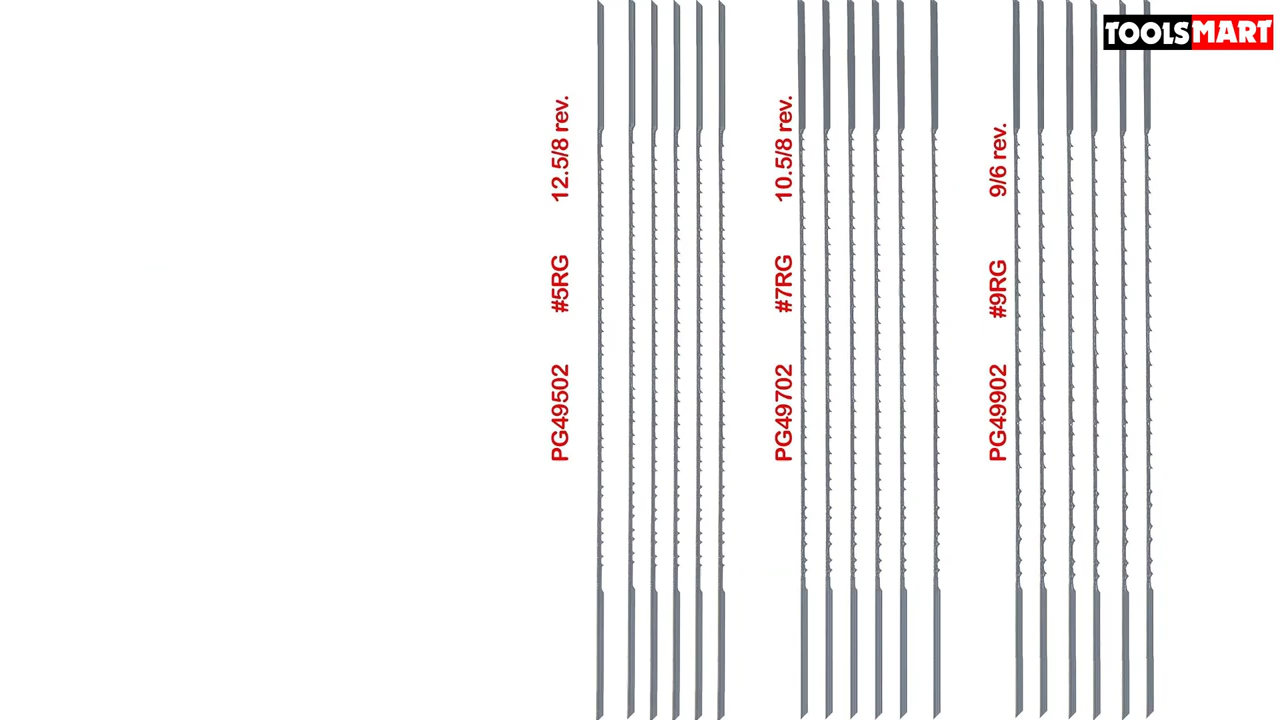 TOOLSMART
PG49502 #5RG 12.5/8 rev.
PG49702 #7RG 10.5/8 rev.
PG49902 #9RG 9/6 rev.